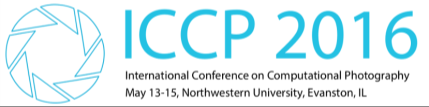 ICCP 2016
International Conference on Computational Photography
May 13-15, Northwestern University, Evanston, IL